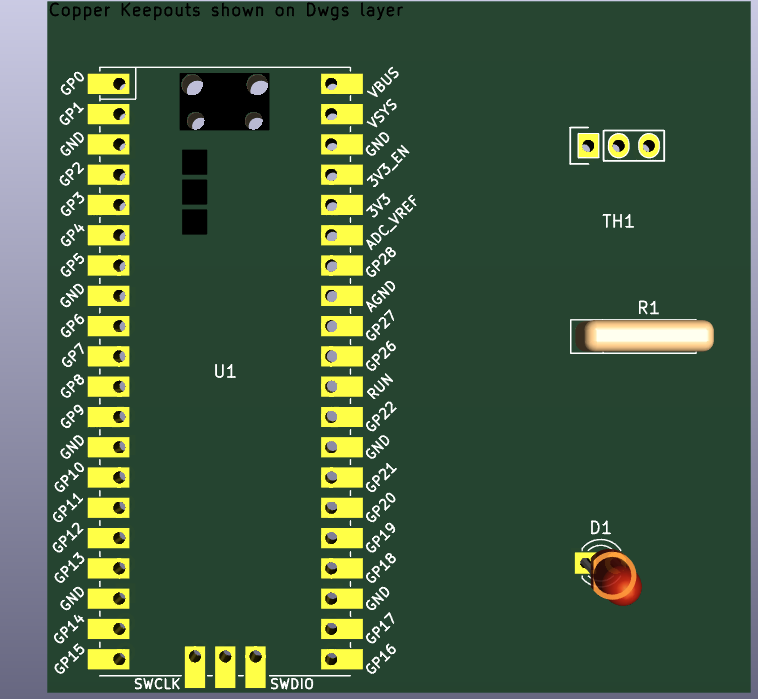 Copper Keepouts shown on Dwgs layer
GP0
GP1
GND
GP2
GP3
GP4
GP5
GND
GP6
GP7
GP8
GP9
GND
GP10
GP11
GP12
GP13
GND
GP14
GP15
U1
SWCLK
SWDIO
VBUS
VSYS
GND
3V3_EN
3V3
ADC_VREF
GP28
AGND
GP27
GP26
RUN
GP22
GND
GP21
GP20
GP19
GP18
GND
GP17
GP16
TH1
R1
D1